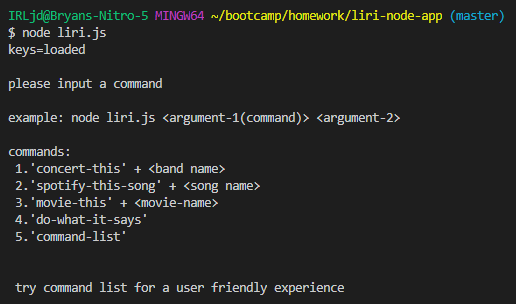 IRLjd@Bryans-Nitro-5 MINGW64 ~/bootcamp/homework/liri-node-app (master)
$ node liri.js
keys=loaded
please input a command
example: node liri.js <argument-1(command)> <argument-2>
commands:
1.'concert-this' + <band name>
2.'spotify-this-song' + <song name>
3.'movie-this' + <movie-name>
4.'do-what-it-says'
5.'command-list'
try command list for a user friendly experience